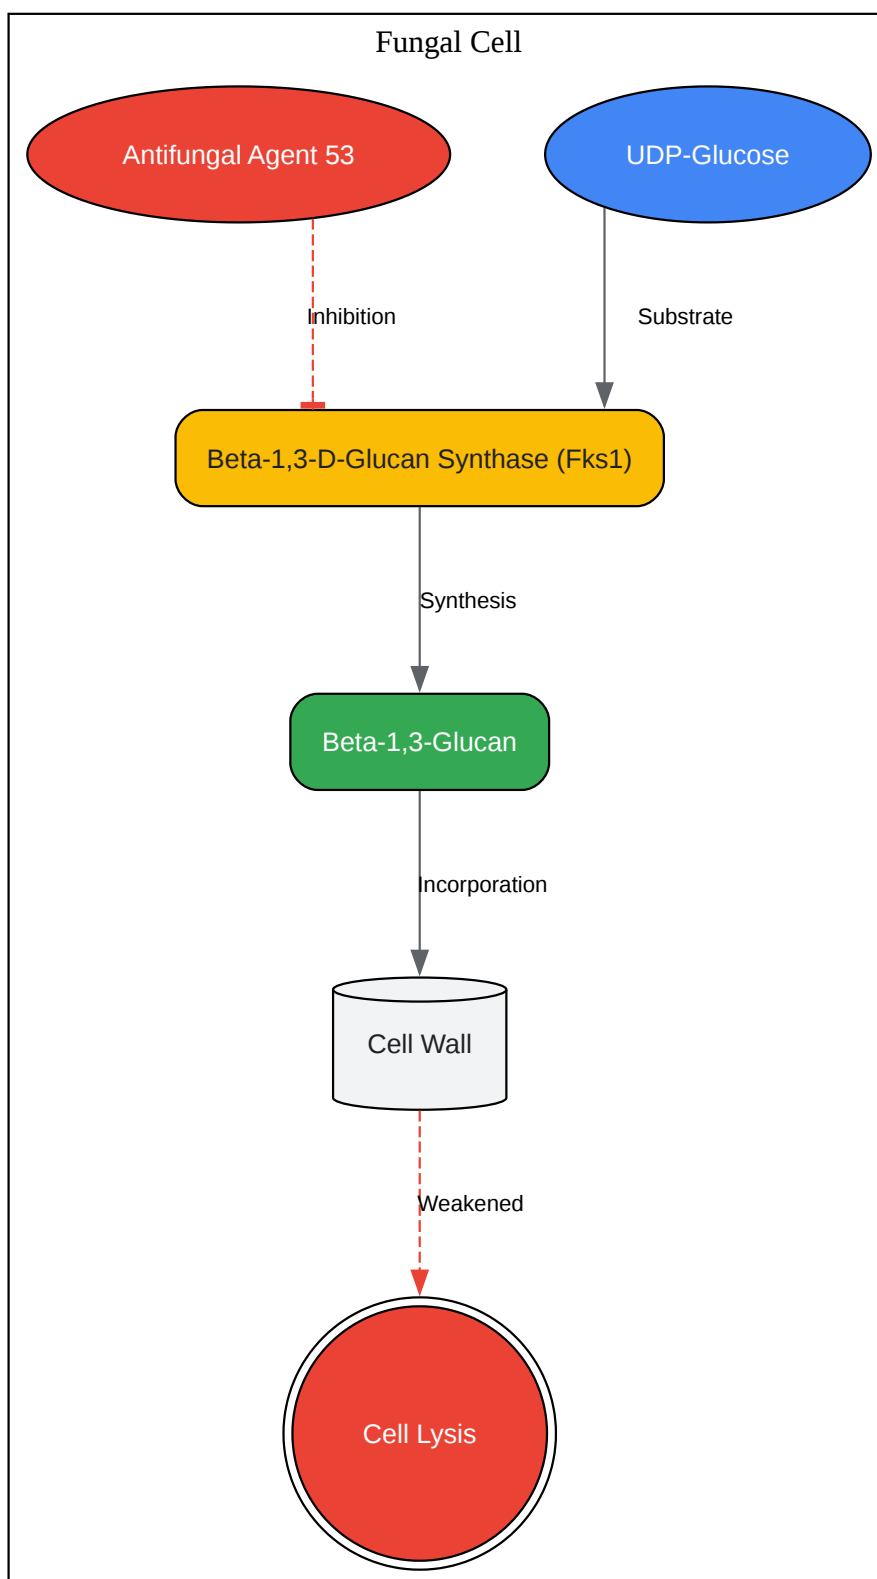 Fungal Cell
Antifungal Agent 53
UDP-Glucose
Inhibition
Substrate
Beta-1,3-D-Glucan Synthase (Fks1)
Synthesis
Beta-1,3-Glucan
Incorporation
Cell Wall
Weakened
Cell Lysis